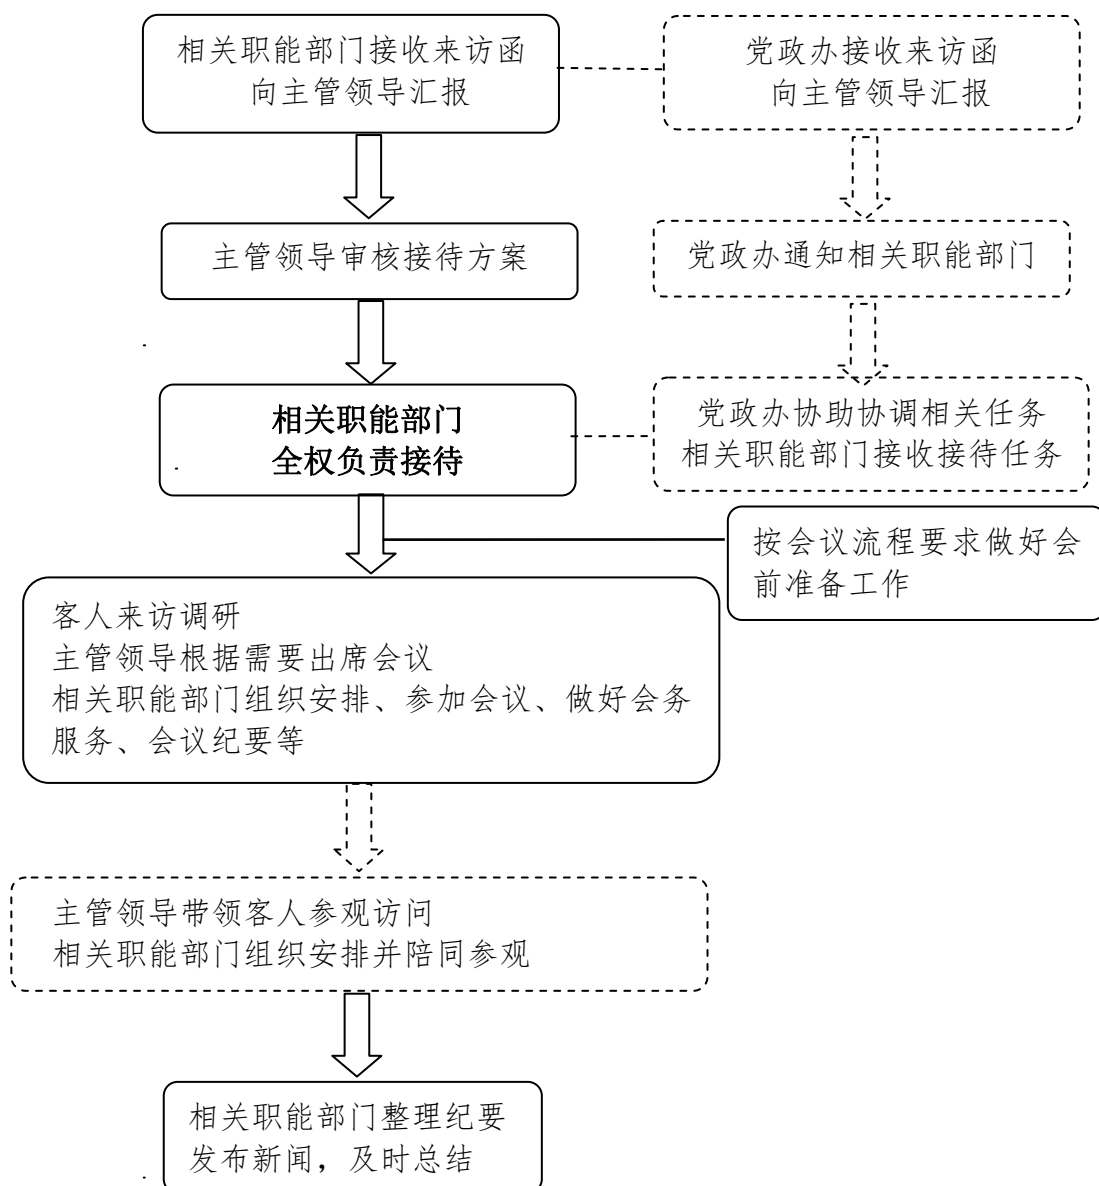 相关职能部门接收来访函
向主管领导汇报
党政办接收来访函
向主管领导汇报
主管领导审核接待方案
党政办通知相关职能部门
相关职能部门
全权负责接待
党政办协助协调相关任务
相关职能部门接收接待任务
按会议流程要求做好会
前准备工作
客人来访调研
主管领导根据需要出席会议
相关职能部门组织安排、参加会议、做好会务
服务、会议纪要等
主管领导带领客人参观访问
相关职能部门组织安排并陪同参观
相关职能部门整理纪要
发布新闻，及时总结